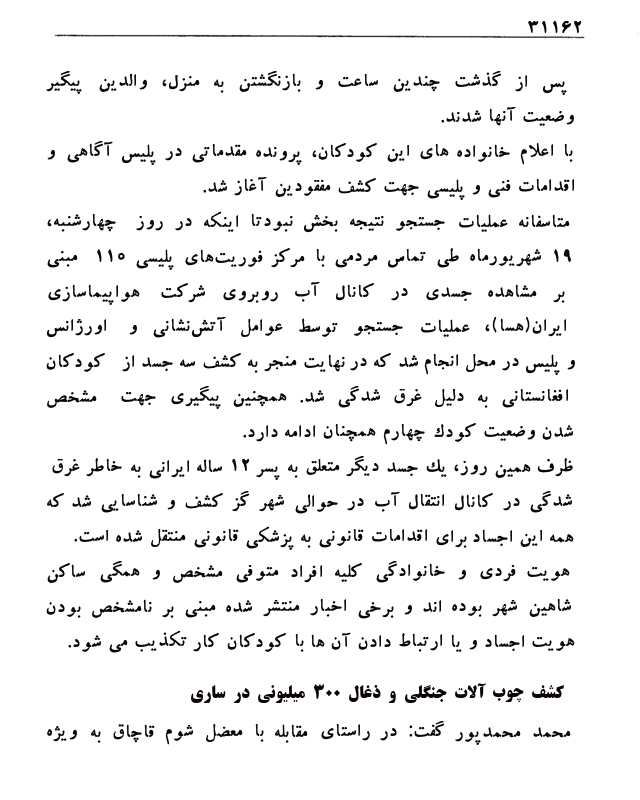 ۳۱۱۶۲
پس از گذشت چندین ساعت و بازنگشتن به منزل، والدین پیگیر
وضعیت آنها شدند.
با اعلام خانواده های این کودکان، پرونده مقدماتی در پلیس آگاهی و
اقدامات فنی و پلیسی جهت کشف مفقودین آغاز شد.
متاسفانه عملیات جستجو نتیجه بخش نبودتا اینکه در روز چهارشنبه،
۱۹ شهریورماه طی تماس مردمی با مرکز فوریت‌های پلیسی ۱۱۰ مبنی
بر مشاهده جسدی در کانال آب روبروی شرکت هواپیماسازی
ایران(هسا)، عملیات جستجو توسط عوامل آتش‌نشانی و اورژانس
و پلیس در محل انجام شد که در نهایت منجر به کشف سه جسد از کودکان
افغانستانی به دلیل غرق شدگی شد. همچنین پیگیری جهت مشخص
شدن وضعیت کودك چهارم همچنان ادامه دارد.
ظرف همین روز، یك جسد دیگر متعلق به پسر ۱۲ ساله ایرانی به خاطر غرق
شدگی در کانال انتقال آب در حوالی شهر گز کشف و شناسایی شد که
همه این اجساد برای اقدامات قانونی به پزشکی قانونی منتقل شده است.
هویت فردی و خانوادگی کلیه افراد متوفی مشخص و همگی ساکن
شاهین شهر بوده اند و برخی اخبار منتشر شده مبنی بر نامشخص بودن
هویت اجساد و یا ارتباط دادن آن ها با کودکان کار تکذیب می شود.
کشف چوب آلات جنگلی و ذغال ۳۰۰ میلیونی در ساری
محمد محمدپور گفت: در راستای مقابله با معضل شوم قاچاق به ویژه